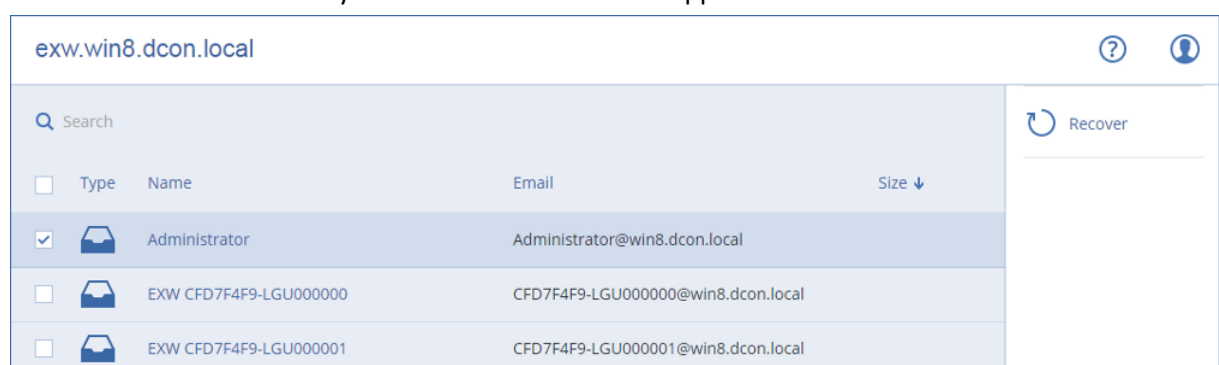 exw.win8.dcon.local
Search
Recover
Type Name Email Size
Administrator Administrator@win8.dcon.local
EXW CFD7F4F9-LGU000000 CFD7F4F9-LGU000000@win8.dcon.local
EXW CFD7F4F9-LGU000001 CFD7F4F9-LGU000001@win8.dcon.local